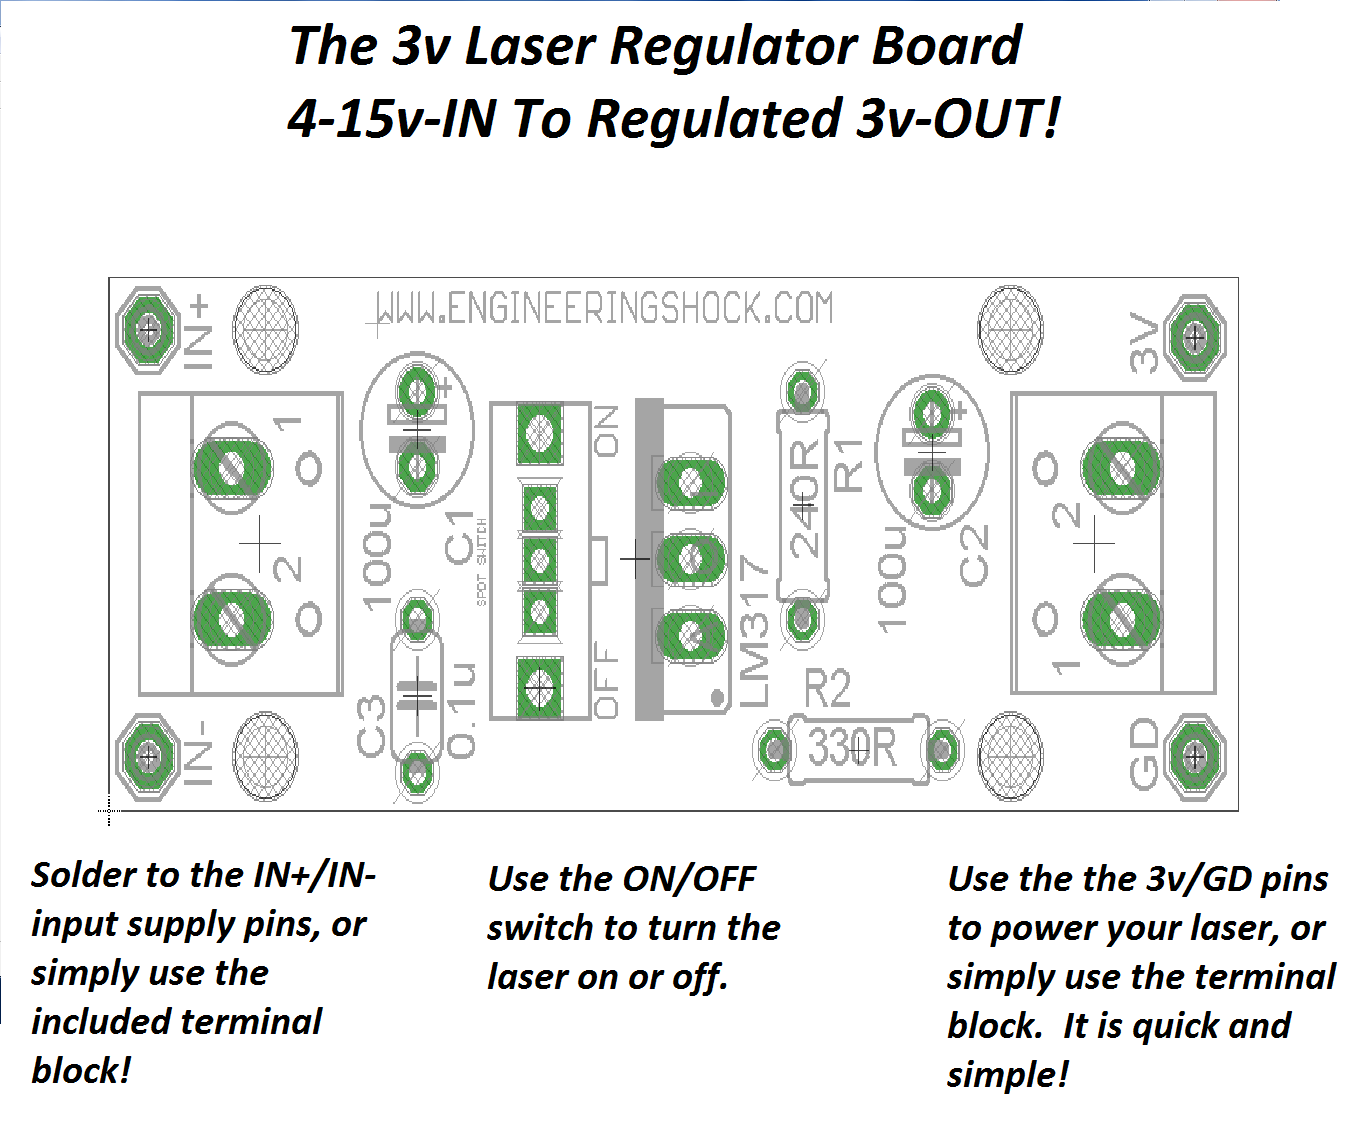 The 3v Laser Regulator Board
4-15v-IN To Regulated 3v-OUT!
WWW.ENGINEERINGSHOCK.COM
IN+
3V
1
2
100u
C1
SPDT SWITCH
ON
OFF
LM317
240R
R1
100u
C2
2
1
C3
0.1u
R2
330R
IN-
GD
Solder to the IN+/IN-
input supply pins, or
simply use the
included terminal
block!
Use the ON/OFF
switch to turn the
laser on or off.
Use the the 3v/GD pins
to power your laser, or
simply use the terminal
block.  It is quick and
simple!